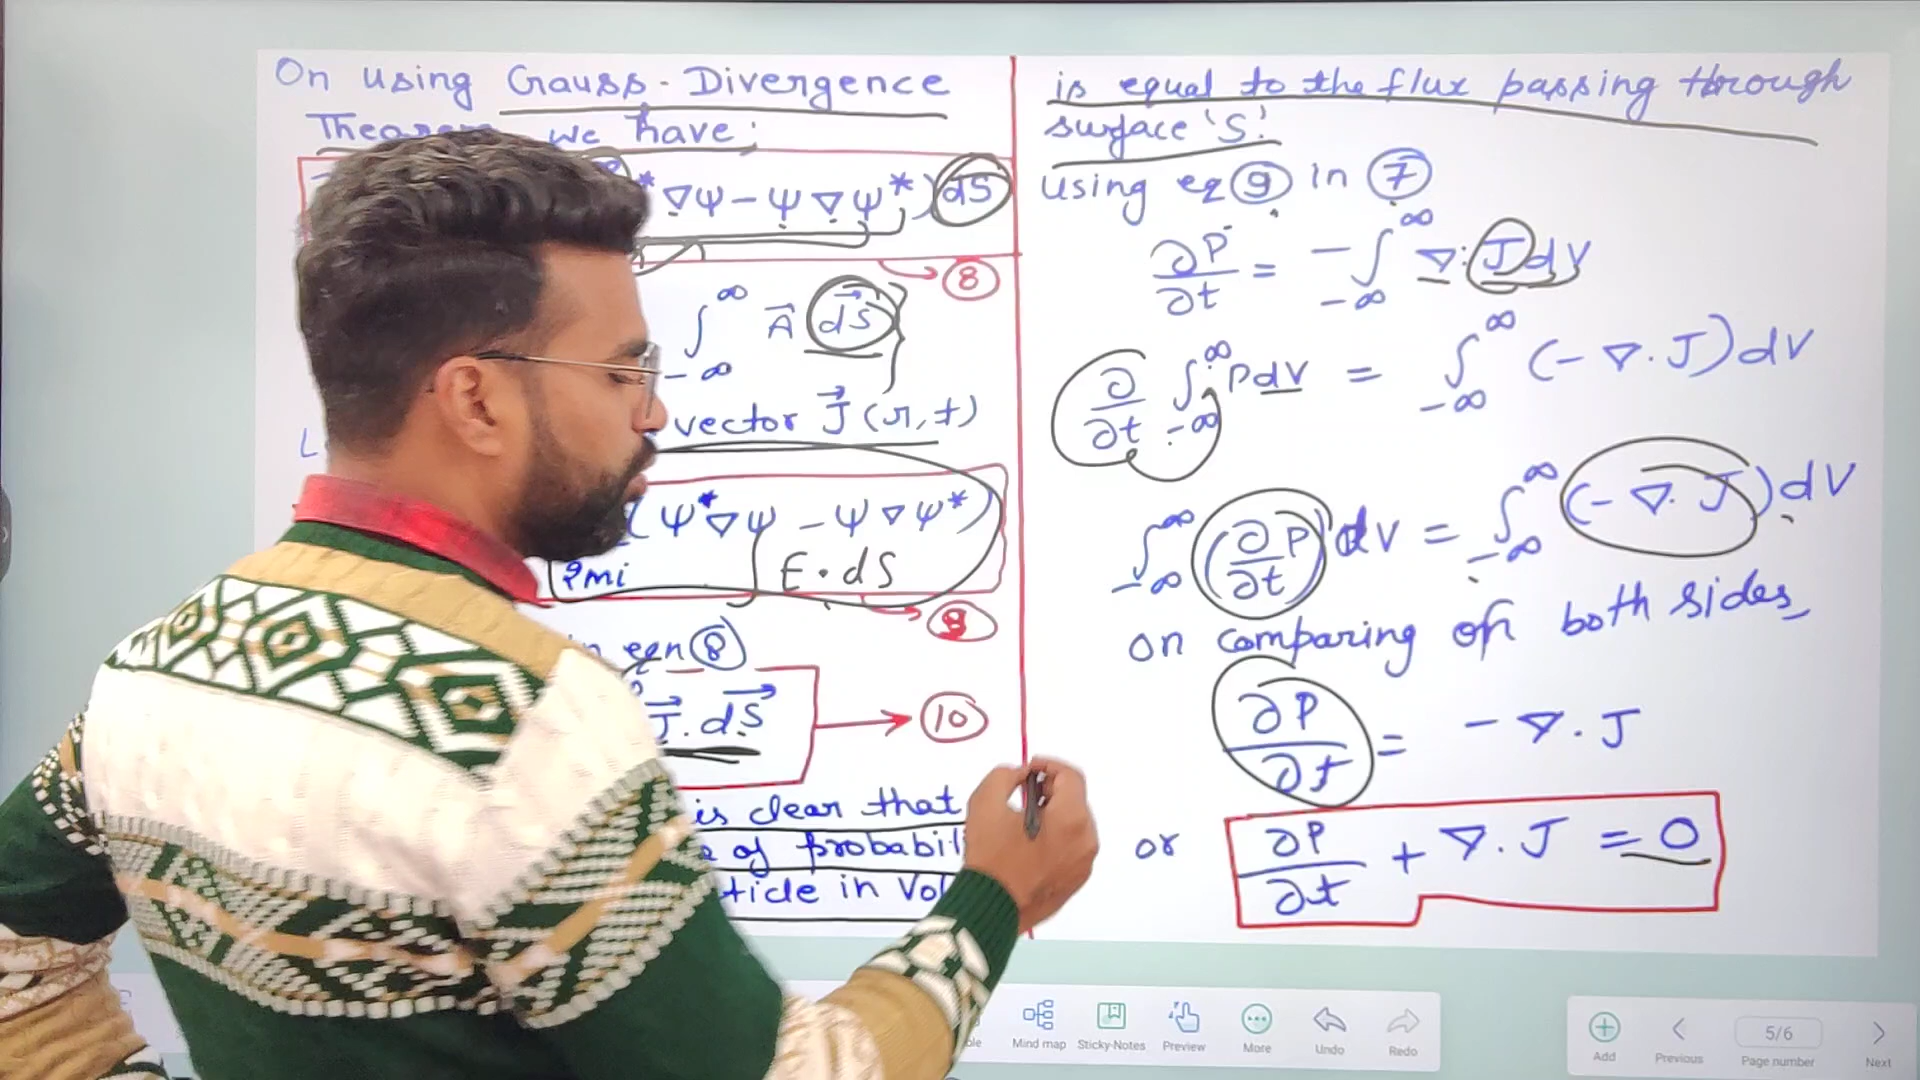 On using Gauss-Divergence
Theorem we have;
* ∇ψ - ψ ∇ψ*) dS
8
∫ ∞ -∞ A⃗ dS⃗ }
vector J⃗ (r, t)
(ψ*∇ψ - ψ∇ψ*)
2mi
F . dS
9
in eqn 8
J⃗ . dS⃗ → 10
is clear that
of probabil
ticle in Vol
is equal to the flux passing through
surface 'S'.
using eq 9 in 7
∂P/∂t = -∫ ∞ -∞ ∇. J dV
∂/∂t ∫ ∞ -∞ P dV = ∫ ∞ -∞ (-∇. J) dV
∫ ∞ -∞ (∂P/∂t) dV = ∫ ∞ -∞ (-∇. J) dV
on comparing of both sides
∂P/∂t = -∇. J
or ∂P/∂t + ∇. J = 0
Mind map
Sticky-Notes
Preview
More
Undo
Redo
Add
Previous
5/6
Page number
Next